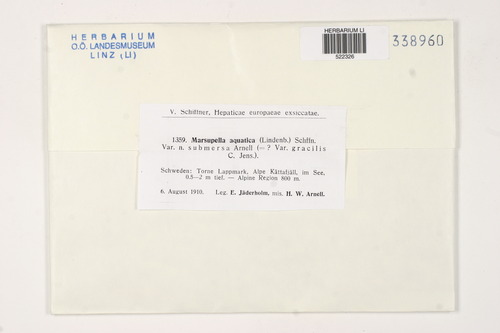 HERBARIUM
O.Ö. LANDESMUSEUM
LINZ (LI)
HERBARIUM LI
522326
338960
V. Schiffner, Hepaticae europaeae exsiccatae.
1359. Marsupella aquatica (Lindenb.) Schffn.
Var. n. submersa Arnell (= ? Var. gracilis
C. Jens.).
Schweden: Torne Lappmark, Alpe Kåttafjäll, im See,
0.5—2 m tief. — Alpine Region 800 m.
6. August 1910. Leg. E. Jäderholm, mis. H. W. Arnell.